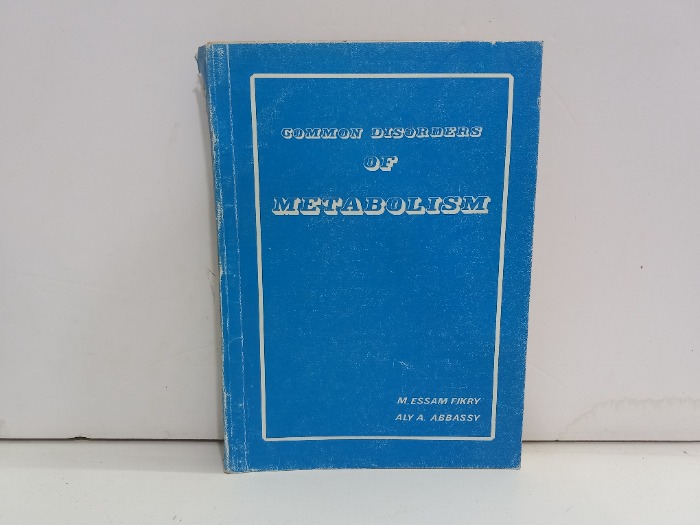 COMMON DISORDERS
OF
METABOLISM
M. ESSAM FIKRY
ALY A. ABBASSY